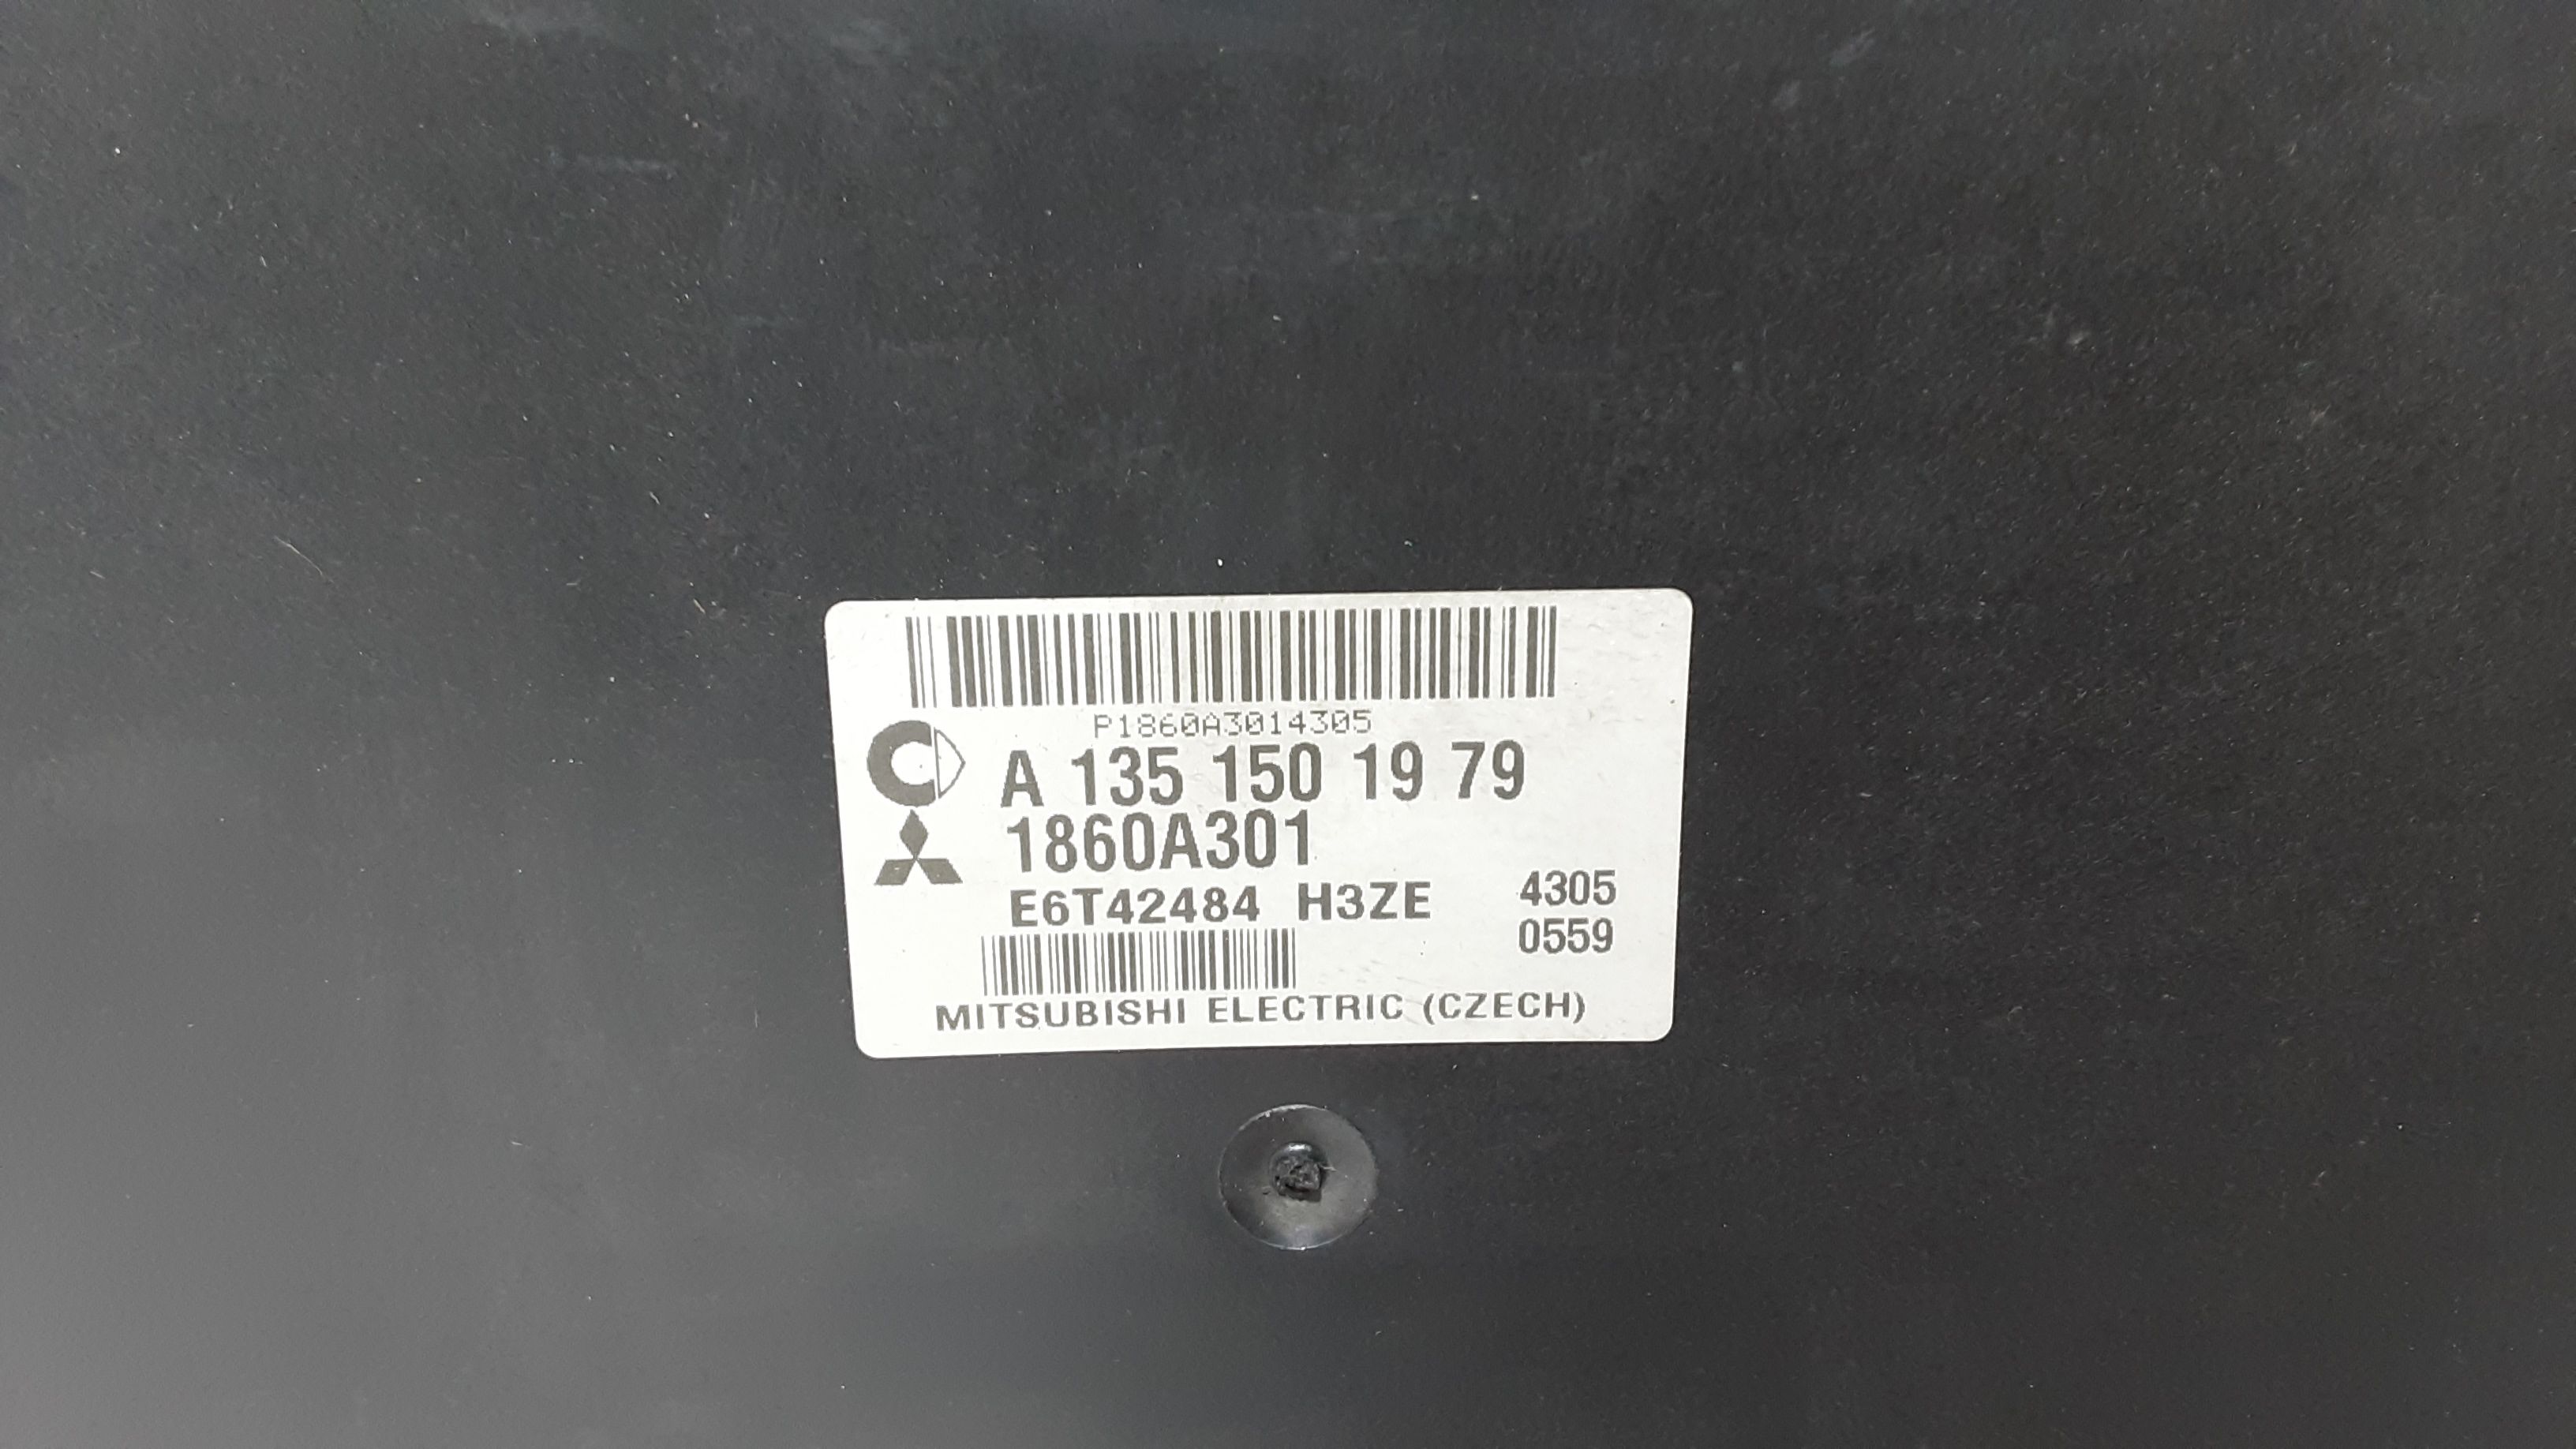 P1860A3014305
A 135 150 19 79
1860A301
E6T42484 H3ZE 4305
0559
MITSUBISHI ELECTRIC (CZECH)